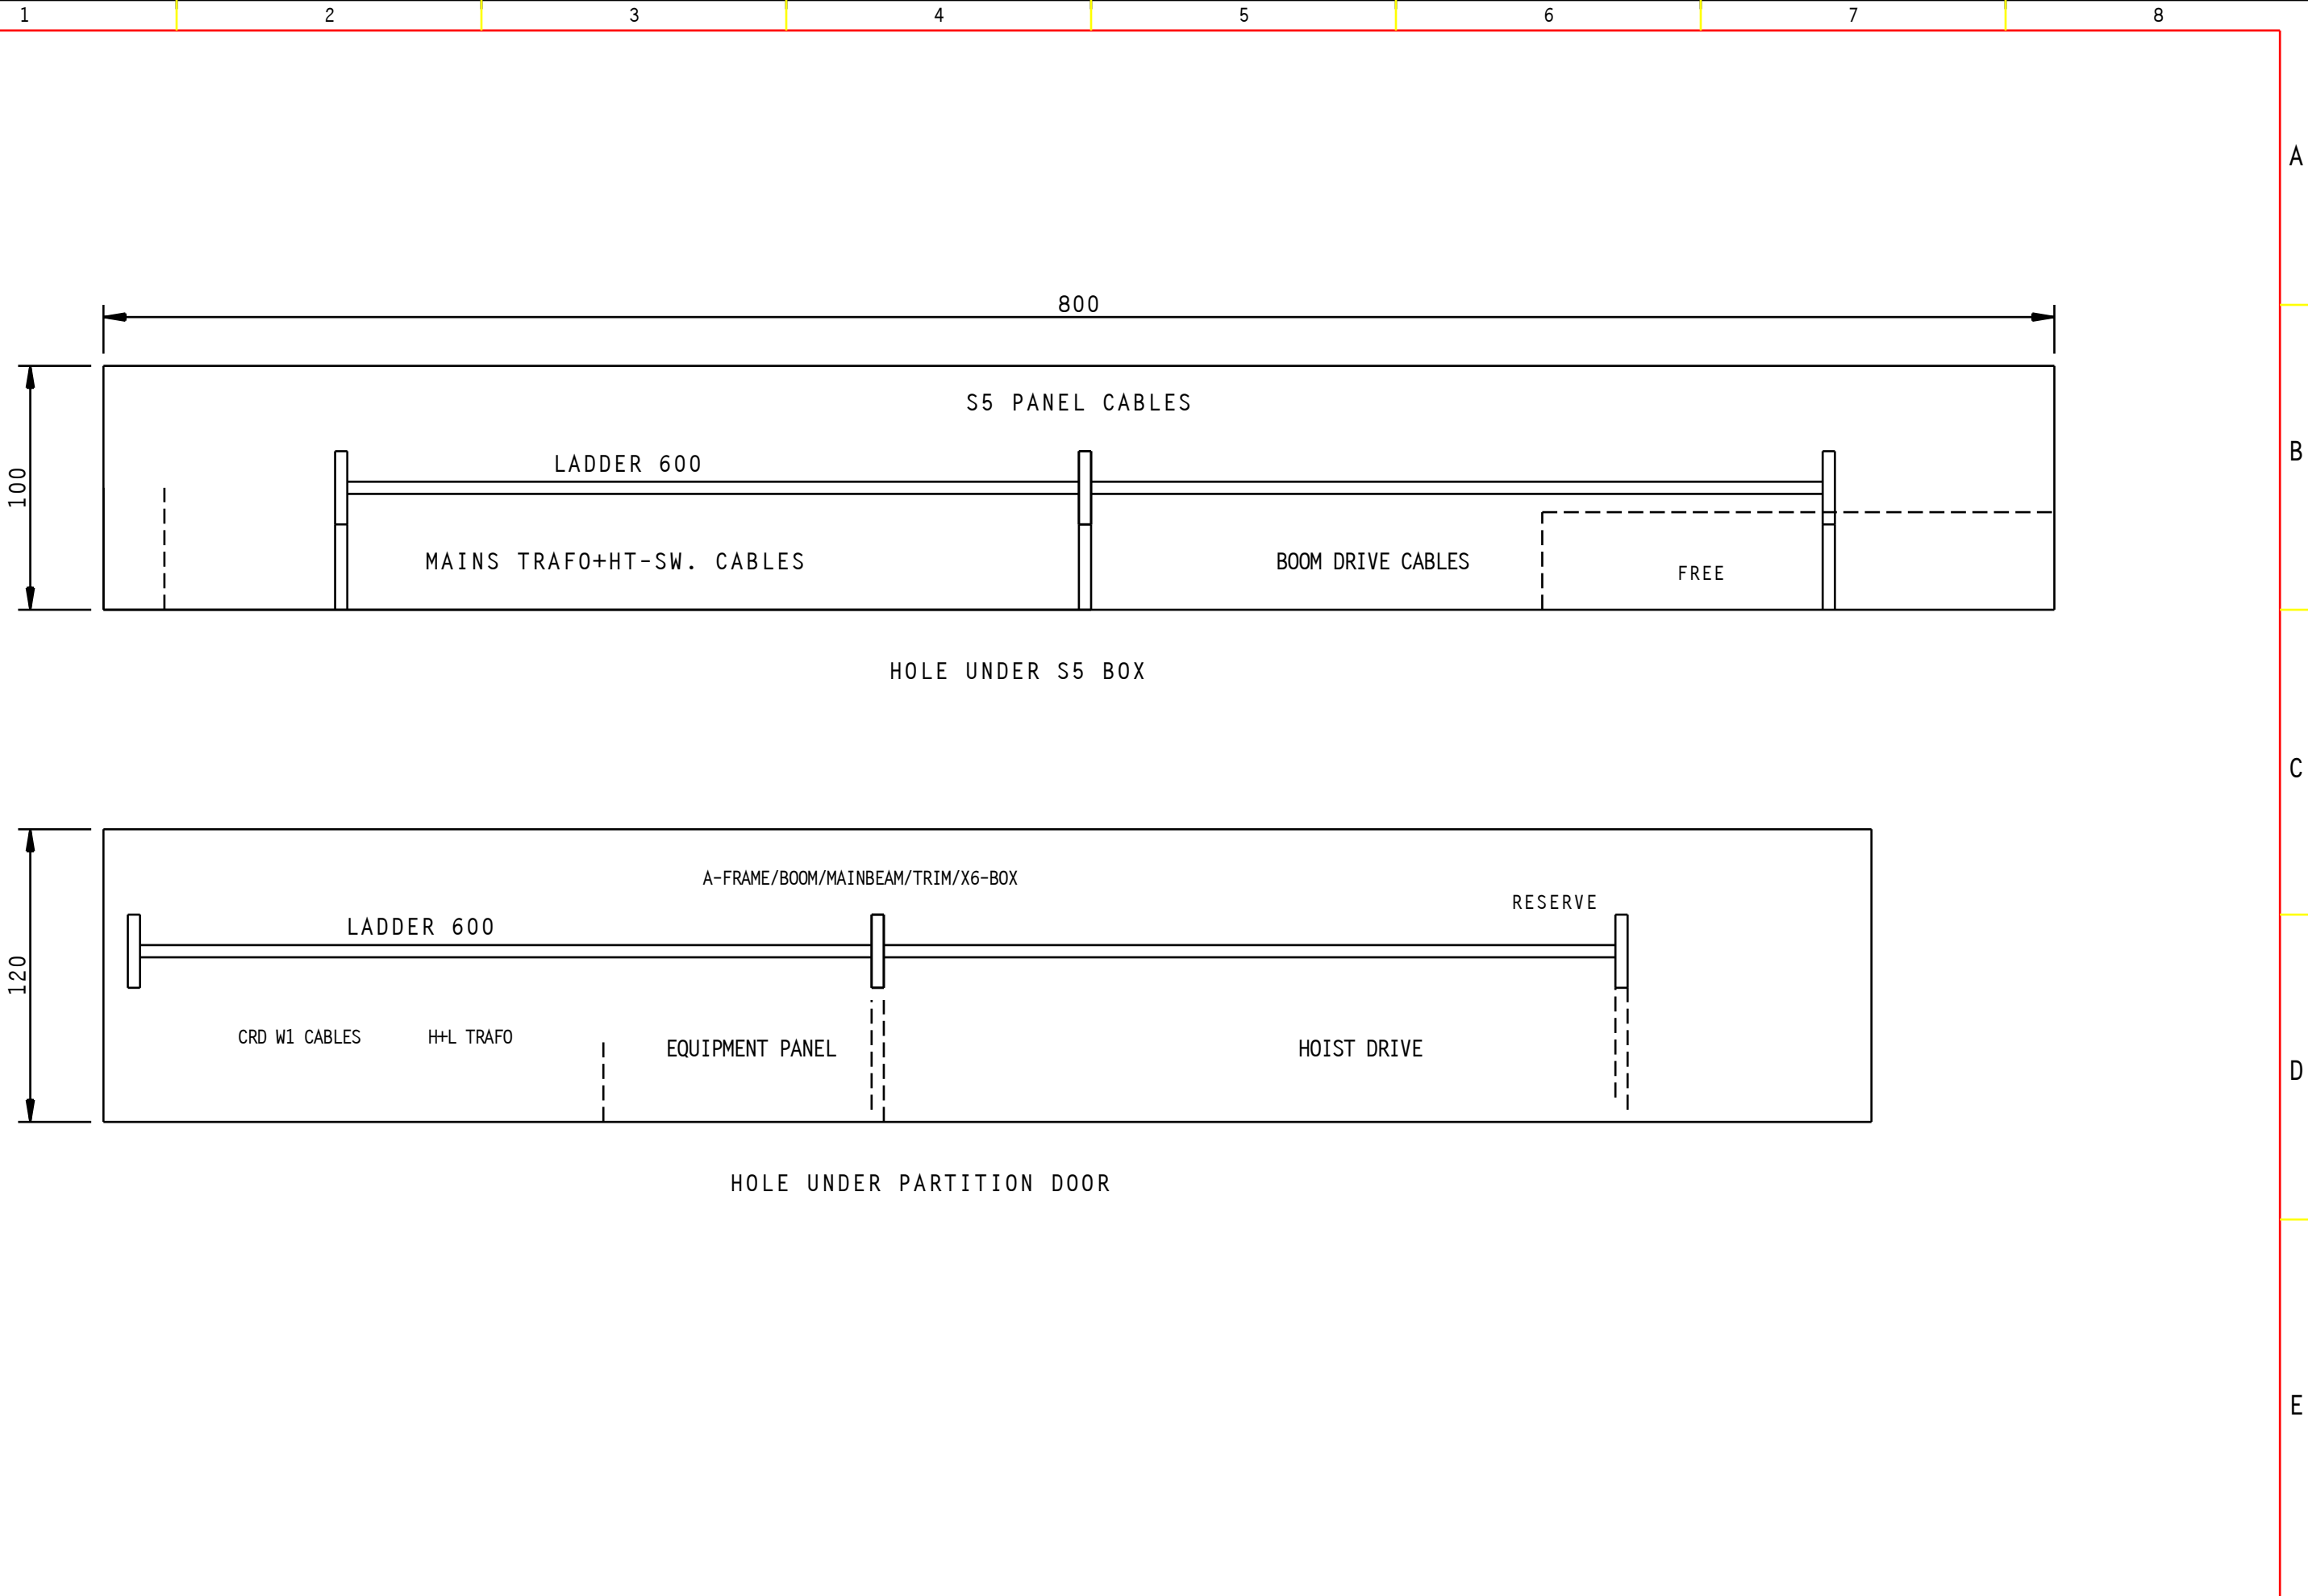 1 2 3 4 5 6 7 8
A
800
S5 PANEL CABLES
B
LADDER 600
100
MAINS TRAFO+HT-SW. CABLES BOOM DRIVE CABLES FREE
HOLE UNDER S5 BOX
C
A-FRAME/BOOM/MAINBEAM/TRIM/X6-BOX
RESERVE
LADDER 600
120
CRD W1 CABLES H+L TRAFO EQUIPMENT PANEL HOIST DRIVE
D
HOLE UNDER PARTITION DOOR
E